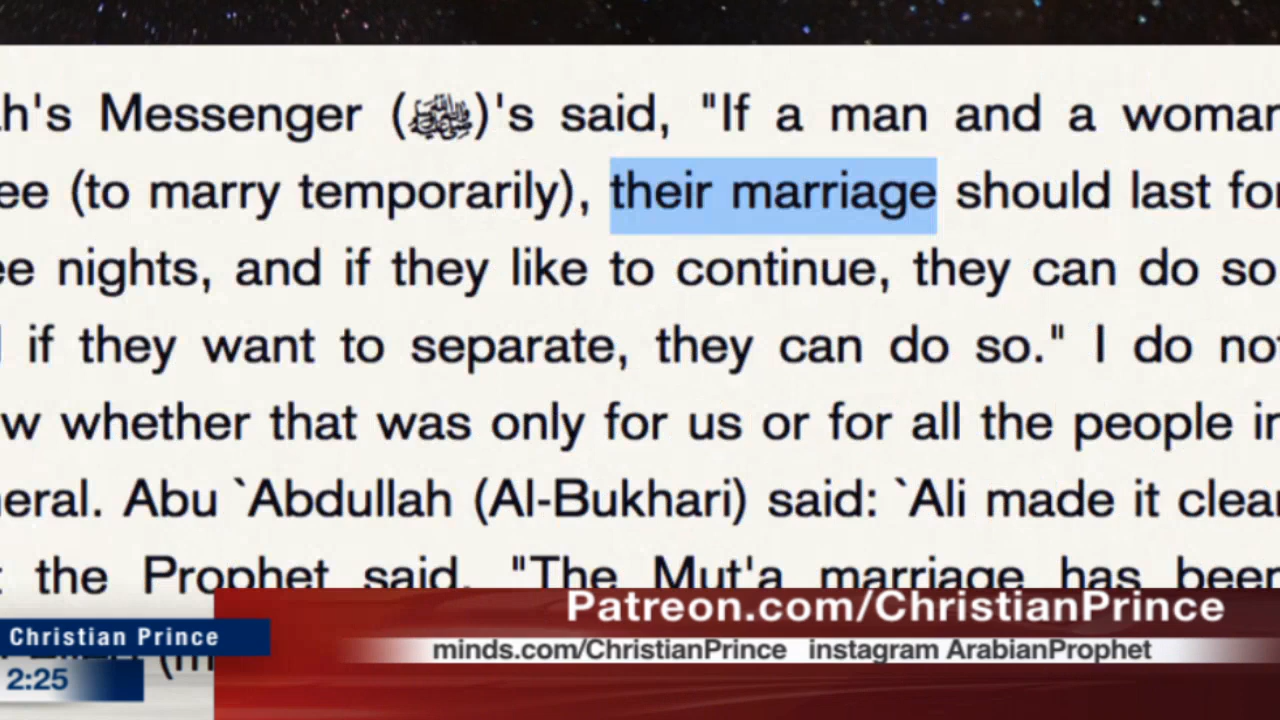 h's Messenger (ﷺ)'s said, "If a man and a woman
ee (to marry temporarily), their marriage should last for
ee nights, and if they like to continue, they can do so
if they want to separate, they can do so." I do not
w whether that was only for us or for all the people in
neral. Abu `Abdullah (Al-Bukhari) said: `Ali made it clear
the Prophet said, "The Mut'a marriage has been
Patreon.com/ChristianPrince
Christian Prince
minds.com/ChristianPrince instagram ArabianProphet
2:25